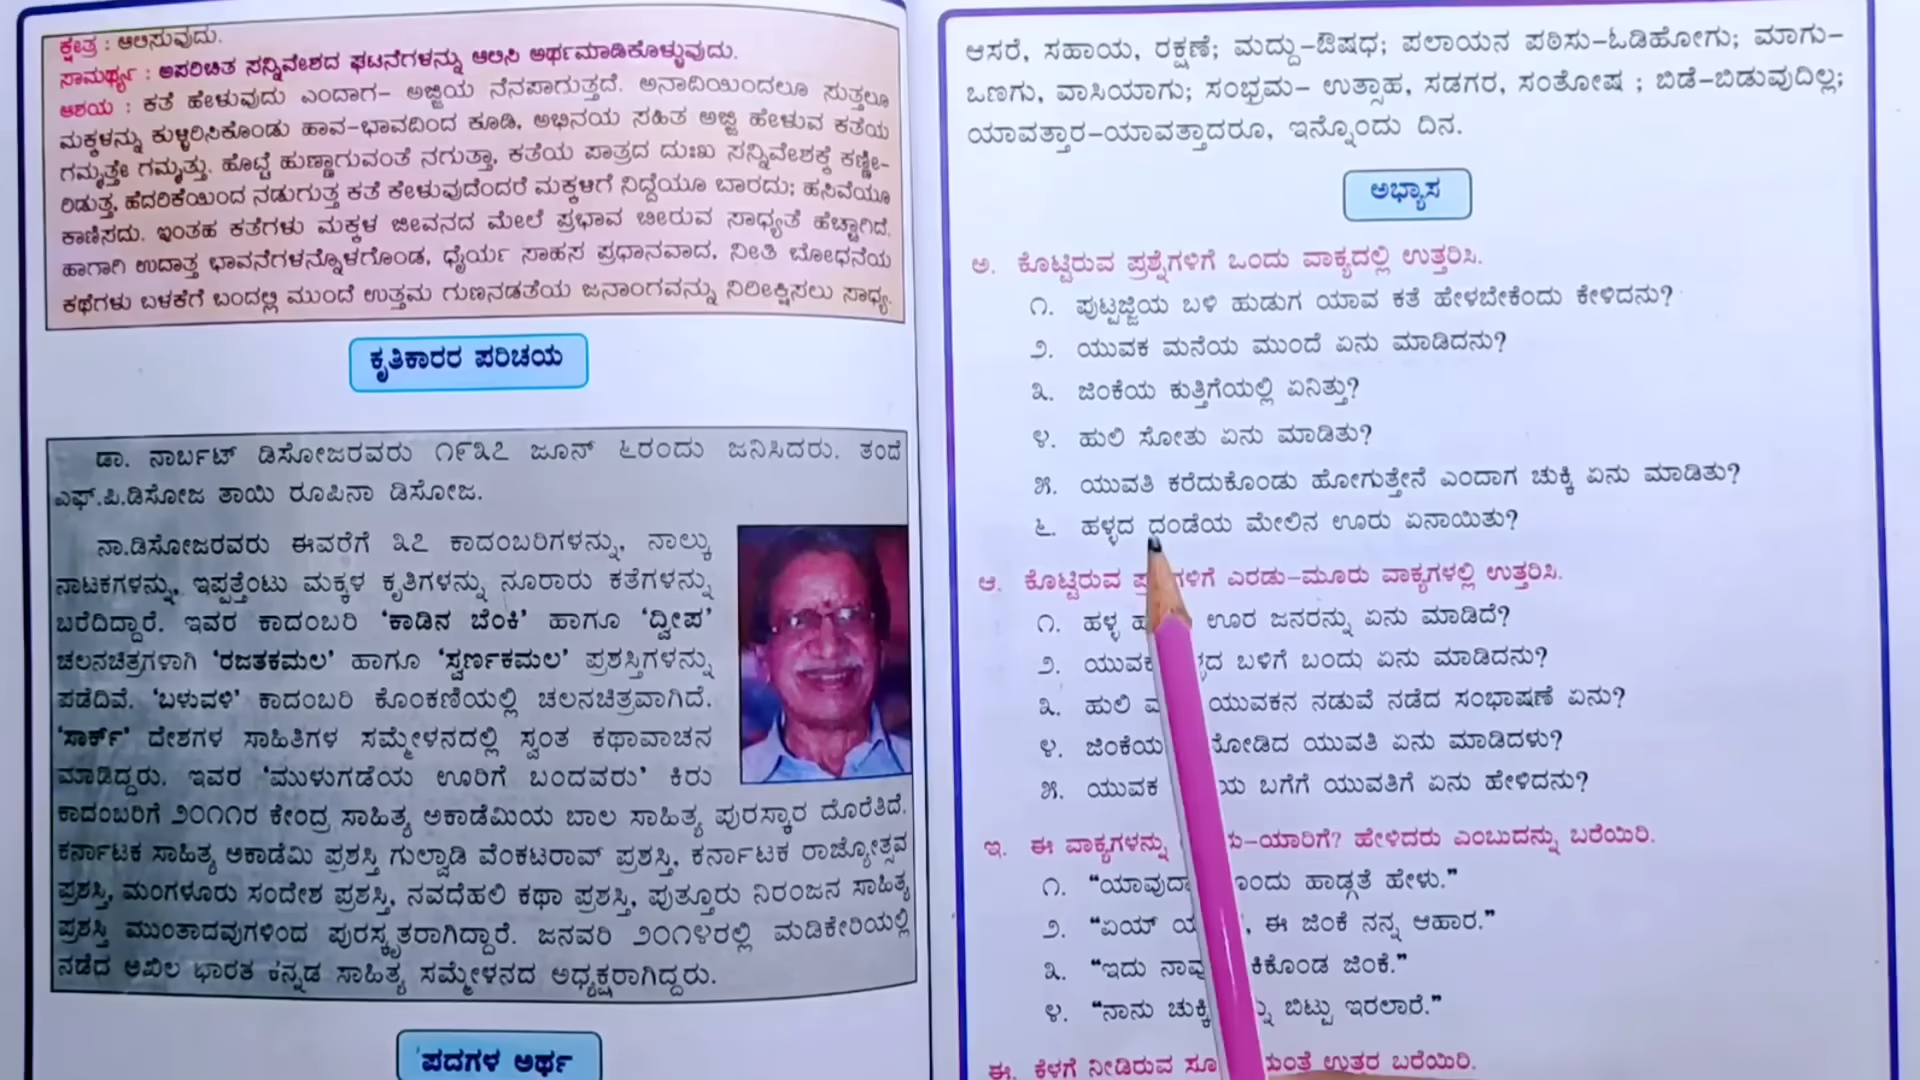 ಕ್ಷೇತ್ರ : ಆಲಿಸುವುದು.
ಸಾಮರ್ಥ್ಯ : ಅಪರಿಚಿತ ಸನ್ನಿವೇಶದ ಘಟನೆಗಳನ್ನು ಆಲಿಸಿ ಅರ್ಥಮಾಡಿಕೊಳ್ಳುವುದು.
ಆಶಯ : ಕತೆ ಹೇಳುವುದು ಎಂದಾಗ– ಅಜ್ಜಿಯ ನೆನಪಾಗುತ್ತದೆ. ಅನಾದಿಯಿಂದಲೂ ಸುತ್ತಲೂ
ಮಕ್ಕಳನ್ನು ಕುಳ್ಳರಿಸಿಕೊಂಡು ಹಾವ–ಭಾವದಿಂದ ಕೂಡಿ, ಅಭಿನಯ ಸಹಿತ ಅಜ್ಜಿ ಹೇಳುವ ಕತೆಯ
ಗಮ್ಮತ್ತೇ ಗಮ್ಮತ್ತು. ಹೊಟ್ಟೆ ಹುಣ್ಣಾಗುವಂತೆ ನಗುತ್ತಾ, ಕತೆಯ ಪಾತ್ರದ ದುಃಖ ಸನ್ನಿವೇಶಕ್ಕೆ ಕಣ್ಣೀ–
ರಿಡುತ್ತ, ಹೆದರಿಕೆಯಿಂದ ನಡುಗುತ್ತ ಕತೆ ಕೇಳುವುದೆಂದರೆ ಮಕ್ಕಳಿಗೆ ನಿದ್ದೆಯೂ ಬಾರದು; ಹಸಿವೆಯೂ
ಕಾಣಿಸದು. ಇಂತಹ ಕತೆಗಳು ಮಕ್ಕಳ ಜೀವನದ ಮೇಲೆ ಪ್ರಭಾವ ಬೀರುವ ಸಾಧ್ಯತೆ ಹೆಚ್ಚಾಗಿದೆ.
ಹಾಗಾಗಿ ಉದಾತ್ತ ಭಾವನೆಗಳನ್ನೊಳಗೊಂಡ, ಧೈರ್ಯ ಸಾಹಸ ಪ್ರಧಾನವಾದ, ನೀತಿ ಬೋಧನೆಯ
ಕಥೆಗಳು ಬಳಕೆಗೆ ಬಂದಲ್ಲಿ ಮುಂದೆ ಉತ್ತಮ ಗುಣನಡತೆಯ ಜನಾಂಗವನ್ನು ನಿರೀಕ್ಷಿಸಲು ಸಾಧ್ಯ.
ಕೃತಿಕಾರರ ಪರಿಚಯ
ಡಾ. ನಾರ್ಬಟ್ ಡಿಸೋಜರವರು ೧೯೩೭ ಜೂನ್ ೬ರಂದು ಜನಿಸಿದರು. ತಂದೆ
ಎಫ್.ಪಿ.ಡಿಸೋಜ ತಾಯಿ ರೂಪಿನಾ ಡಿಸೋಜ.
ನಾ.ಡಿಸೋಜರವರು ಈವರೆಗೆ ೩೭ ಕಾದಂಬರಿಗಳನ್ನು, ನಾಲ್ಕು
ನಾಟಕಗಳನ್ನು, ಇಪ್ಪತ್ತೆಂಟು ಮಕ್ಕಳ ಕೃತಿಗಳನ್ನು ನೂರಾರು ಕತೆಗಳನ್ನು
ಬರೆದಿದ್ದಾರೆ. ಇವರ ಕಾದಂಬರಿ ‘ಕಾಡಿನ ಬೆಂಕಿ’ ಹಾಗೂ ‘ದ್ವೀಪ’
ಚಲನಚಿತ್ರಗಳಾಗಿ ‘ರಜತಕಮಲ’ ಹಾಗೂ ‘ಸ್ವರ್ಣಕಮಲ’ ಪ್ರಶಸ್ತಿಗಳನ್ನು
ಪಡೆದಿವೆ. ‘ಬಳುವಳಿ’ ಕಾದಂಬರಿ ಕೊಂಕಣಿಯಲ್ಲಿ ಚಲನಚಿತ್ರವಾಗಿದೆ.
‘ಸಾರ್ಕ್’ ದೇಶಗಳ ಸಾಹಿತಿಗಳ ಸಮ್ಮೇಳನದಲ್ಲಿ ಸ್ವಂತ ಕಥಾವಾಚನ
ಮಾಡಿದ್ದರು. ಇವರ ‘ಮುಳುಗಡೆಯ ಊರಿಗೆ ಬಂದವರು’ ಕಿರು
ಕಾದಂಬರಿಗೆ ೨೦೧೧ರ ಕೇಂದ್ರ ಸಾಹಿತ್ಯ ಅಕಾಡೆಮಿಯ ಬಾಲ ಸಾಹಿತ್ಯ ಪುರಸ್ಕಾರ ದೊರೆತಿದೆ.
ಕರ್ನಾಟಕ ಸಾಹಿತ್ಯ ಅಕಾಡೆಮಿ ಪ್ರಶಸ್ತಿ ಗುಲ್ವಾಡಿ ವೆಂಕಟರಾವ್ ಪ್ರಶಸ್ತಿ, ಕರ್ನಾಟಕ ರಾಜ್ಯೋತ್ಸವ
ಪ್ರಶಸ್ತಿ, ಮಂಗಳೂರು ಸಂದೇಶ ಪ್ರಶಸ್ತಿ, ನವದೆಹಲಿ ಕಥಾ ಪ್ರಶಸ್ತಿ, ಪುತ್ತೂರು ನಿರಂಜನ ಸಾಹಿತ್ಯ
ಪ್ರಶಸ್ತಿ ಮುಂತಾದವುಗಳಿಂದ ಪುರಸ್ಕೃತರಾಗಿದ್ದಾರೆ. ಜನವರಿ ೨೦೧೪ರಲ್ಲಿ ಮಡಿಕೇರಿಯಲ್ಲಿ
ನಡೆದ ಅಖಿಲ ಭಾರತ ಕನ್ನಡ ಸಾಹಿತ್ಯ ಸಮ್ಮೇಳನದ ಅಧ್ಯಕ್ಷರಾಗಿದ್ದರು.
ಪದಗಳ ಅರ್ಥ
ಆಸರೆ, ಸಹಾಯ, ರಕ್ಷಣೆ; ಮದ್ದು–ಔಷಧ; ಪಲಾಯನ ಪಠಿಸು–ಓಡಿಹೋಗು; ಮಾಗು–
ಒಣಗು, ವಾಸಿಯಾಗು; ಸಂಭ್ರಮ– ಉತ್ಸಾಹ, ಸಡಗರ, ಸಂತೋಷ ; ಬಿಡೆ–ಬಿಡುವುದಿಲ್ಲ;
ಯಾವತ್ತಾರ–ಯಾವತ್ತಾದರೂ, ಇನ್ನೊಂದು ದಿನ.
ಅಭ್ಯಾಸ
ಅ. ಕೊಟ್ಟಿರುವ ಪ್ರಶ್ನೆಗಳಿಗೆ ಒಂದು ವಾಕ್ಯದಲ್ಲಿ ಉತ್ತರಿಸಿ.
೧. ಪುಟ್ಟಜ್ಜಿಯ ಬಳಿ ಹುಡುಗ ಯಾವ ಕತೆ ಹೇಳಬೇಕೆಂದು ಕೇಳಿದನು?
೨. ಯುವಕ ಮನೆಯ ಮುಂದೆ ಏನು ಮಾಡಿದನು?
೩. ಜಿಂಕೆಯ ಕುತ್ತಿಗೆಯಲ್ಲಿ ಏನಿತ್ತು?
೪. ಹುಲಿ ಸೋತು ಏನು ಮಾಡಿತು?
೫. ಯುವತಿ ಕರೆದುಕೊಂಡು ಹೋಗುತ್ತೇನೆ ಎಂದಾಗ ಚುಕ್ಕಿ ಏನು ಮಾಡಿತು?
೬. ಹಳ್ಳದ ದಂಡೆಯ ಮೇಲಿನ ಊರು ಏನಾಯಿತು?
ಆ. ಕೊಟ್ಟಿರುವ ಎರಡು–ಮೂರು ವಾಕ್ಯಗಳಲ್ಲಿ ಉತ್ತರಿಸಿ.
೧. ಹಳ್ಳ ಊರ ಜನರನ್ನು ಏನು ಮಾಡಿದೆ?
೨. ಬಳಿಗೆ ಬಂದು ಏನು ಮಾಡಿದನು?
೩. ಹುಲಿ ಯುವಕನ ನಡುವೆ ನಡೆದ ಸಂಭಾಷಣೆ ಏನು?
೪. ಜಿಂಕೆಯ ಯುವತಿ ಏನು ಮಾಡಿದಳು?
೫. ಯುವಕ ಬಗೆಗೆ ಯುವತಿಗೆ ಏನು ಹೇಳಿದನು?
ಇ. ಈ ವಾಕ್ಯಗಳನ್ನು ಯಾರಿಗೆ? ಹೇಳಿದರು ಎಂಬುದನ್ನು ಬರೆಯಿರಿ.
೧. ಹಾಡ್ಗತೆ ಹೇಳು.”
೨. “ಏಯ್ , ಈ ಜಿಂಕೆ ನನ್ನ ಆಹಾರ.”
೩. “ಇದು ಜಿಂಕೆ.”
೪. “ನಾನು ಬಿಟ್ಟು ಇರಲಾರೆ.”
ಈ. ಕೆಳಗೆ ನೀಡಿರುವ ಉತ್ತರ ಬರೆಯಿರಿ.